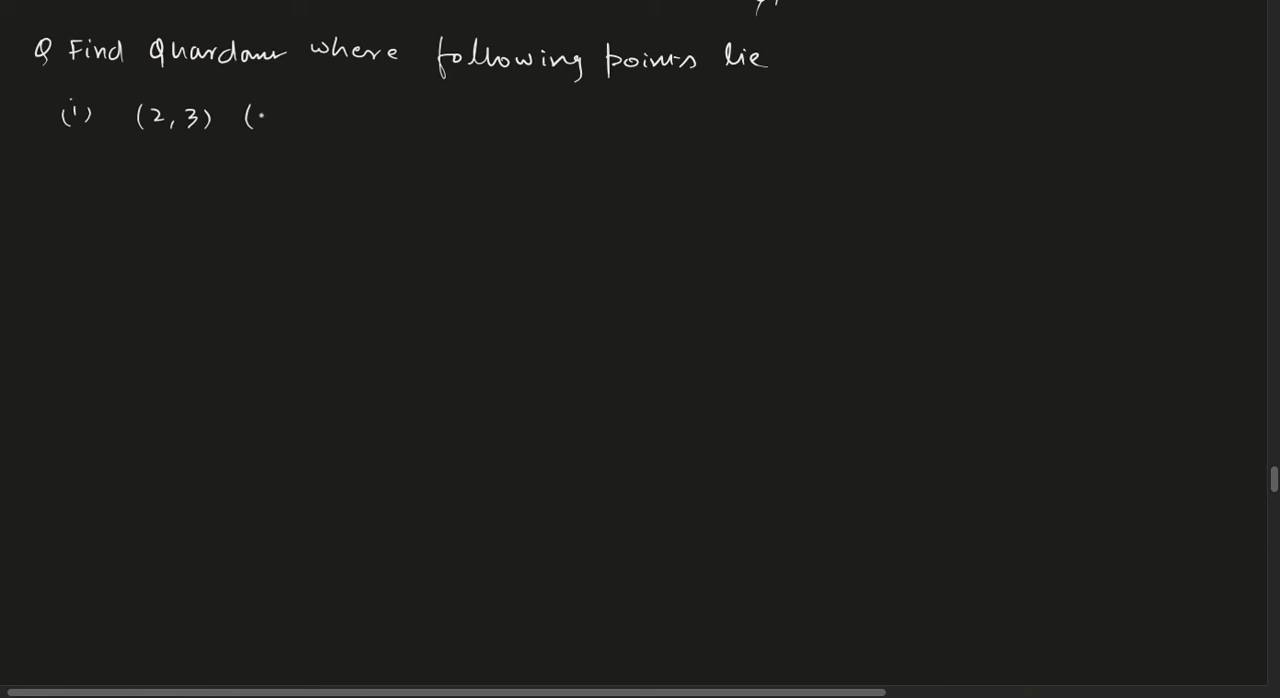 Q Find Quardant where following points lie
(i) (2,3) (